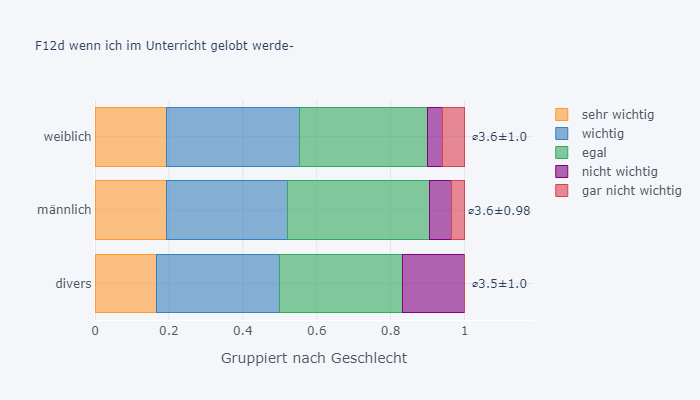 F12d wenn ich im Unterricht gelobt werde-
weiblich
⌀3.6±1.0
männlich
⌀3.6±0.98
divers
⌀3.5±1.0
0 0.2 0.4 0.6 0.8 1
Gruppiert nach Geschlecht
sehr wichtig
wichtig
egal
nicht wichtig
gar nicht wichtig